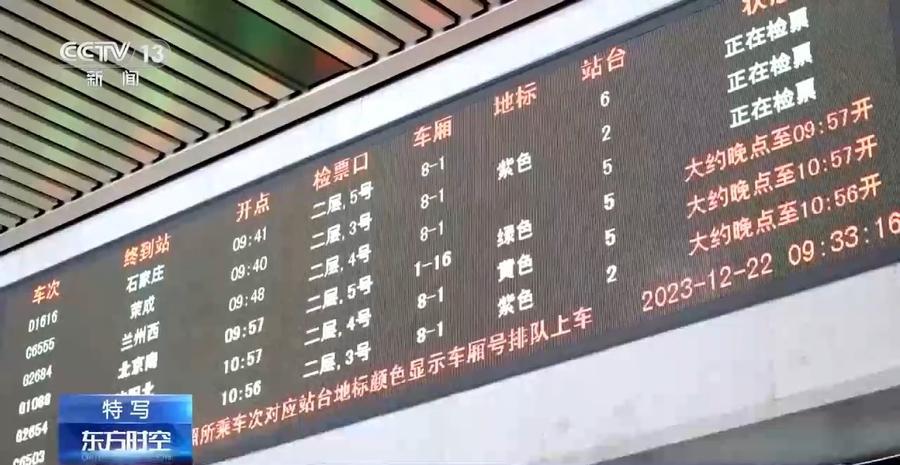 CCTV 13
新闻
车次 终到站 开点 检票口 车厢 地标 站台 状态
D1616 石家庄 09:41 二层,5号 8-1 6 正在检票
C6555 荣成 09:40 二层,3号 8-1 紫色 2 正在检票
G2684 兰州西 09:48 二层,4号 8-1 5 正在检票
北京南 09:57 二层,5号 1-16 绿色 5 大约晚点至09:57开
G2654 10:57 二层,4号 8-1 黄色 5 大约晚点至10:57开
C6503 10:56 二层,3号 8-1 紫色 2 大约晚点至10:56开
所乘车次对应站台地标颜色显示车厢号排队上车 2023-12-22 09:33:16
特写
东方时空